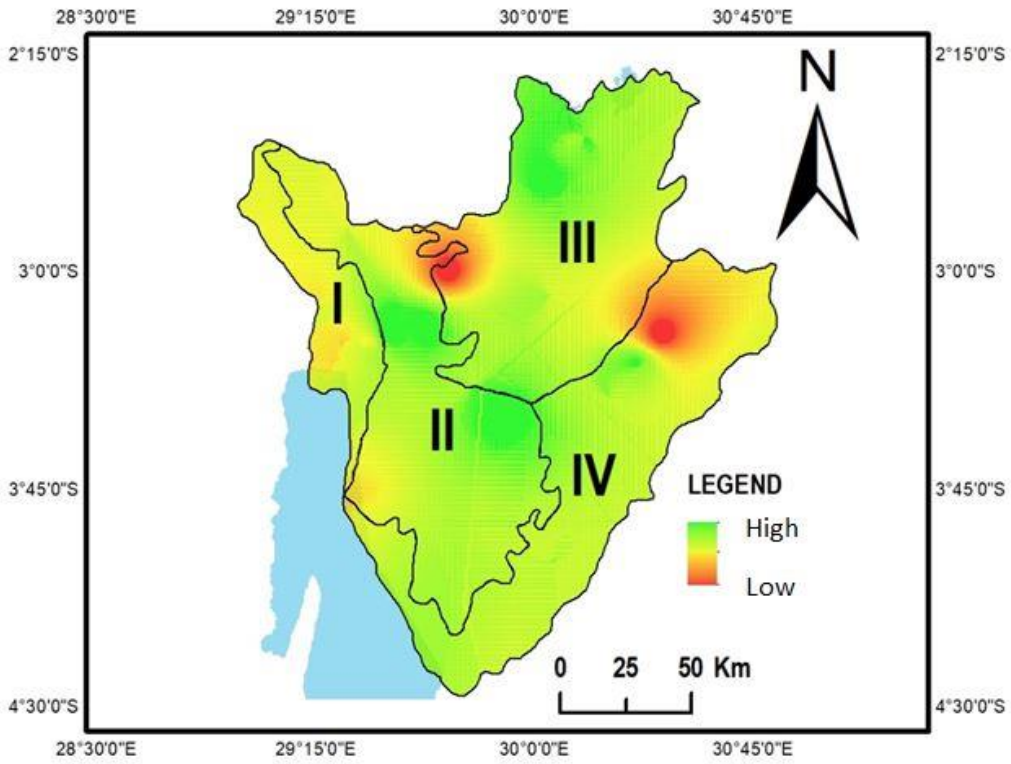 28°30'0"E 29°15'0"E 30°0'0"E 30°45'0"E
2°15'0"S 2°15'0"S
N
III
3°0'0"S 3°0'0"S
I
II
IV
3°45'0"S 3°45'0"S
LEGEND
High
Low
0 25 50 Km
4°30'0"S 4°30'0"S
28°30'0"E 29°15'0"E 30°0'0"E 30°45'0"E